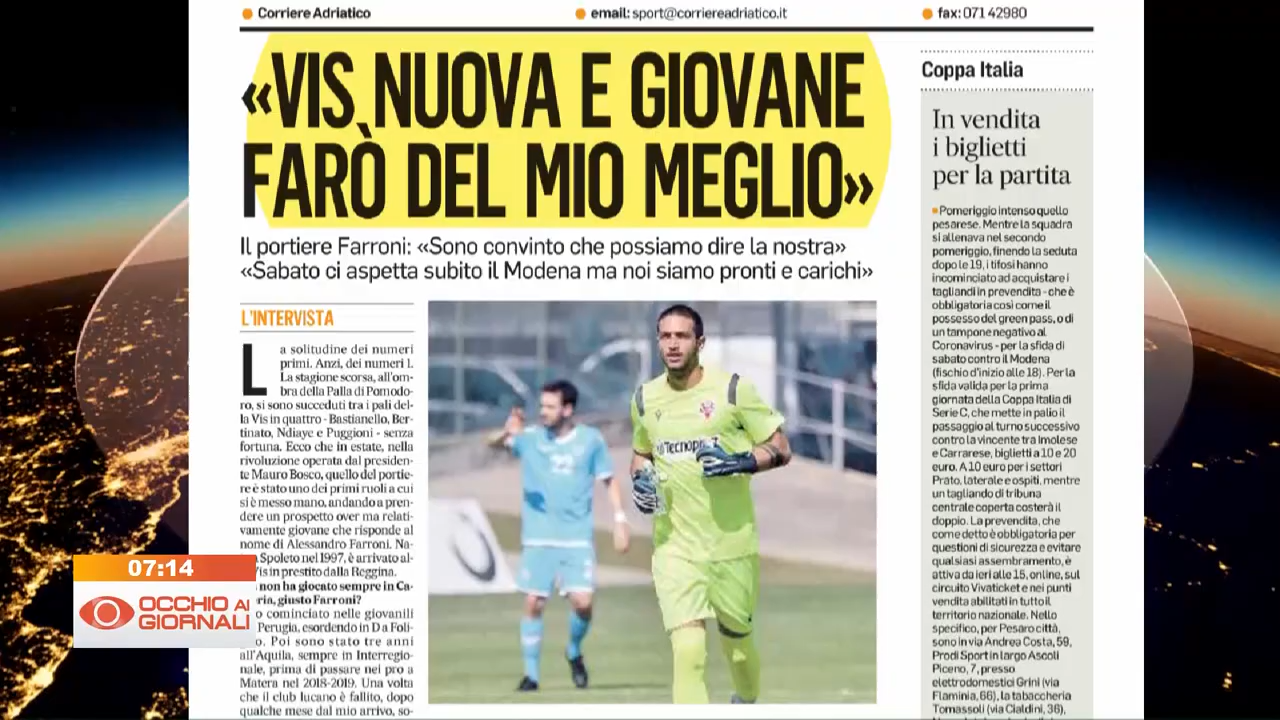 Corriere Adriatico
email: sport@corriereadriatico.it
fax: 071 42980
«VIS NUOVA E GIOVANE
FARÒ DEL MIO MEGLIO»
Il portiere Farroni: «Sono convinto che possiamo dire la nostra»
«Sabato ci aspetta subito il Modena ma noi siamo pronti e carichi»
L'INTERVISTA
La solitudine dei numeri
primi. Anzi, dei numeri 1.
La stagione scorsa, all'om-
bra della Palla di Pomodo-
ro, si sono succeduti tra i pali del-
la Vis in quattro - Bastianello, Ber-
tinato, Ndiaye e Puggioni - senza
fortuna. Ecco che in estate, nella
rivoluzione operata dal presiden-
te Mauro Bosco, quello del portie-
re è stato uno dei primi ruoli a cui
si è messo mano, andando a pren-
dere un prospetto over ma relati-
vamente giovane che risponde al
nome di Alessandro Farroni. Na-
Spoleto nel 1997, è arrivato al-
Vis in prestito dalla Reggina.
non ha giocato sempre in Ca-
ria, giusto Farroni?
o cominciato nelle giovanili
Perugia, esordendo in D a Foli-
o. Poi sono stato tre anni
all'Aquila, sempre in Interregio-
nale, prima di passare nei pro a
Matera nel 2018-2019. Una volta
che il club lucano è fallito, dopo
qualche mese dal mio arrivo, so-
22
Coppa Italia
In vendita
i biglietti
per la partita
Pomeriggio intenso quello
pesarese. Mentre la squadra
si allenava nel secondo
pomeriggio, finendo la seduta
dopo le 19, i tifosi hanno
incominciato ad acquistare i
tagliandi in prevendita - che è
obbligatoria così come il
possesso del green pass, o di
un tampone negativo al
Coronavirus - per la sfida di
sabato contro il Modena
(fischio d'inizio alle 18). Per la
sfida valida per la prima
giornata della Coppa Italia di
Serie C, che mette in palio il
passaggio al turno successivo
contro la vincente tra Imolese
e Carrarese, biglietti a 10 e 20
euro. A 10 euro per i settori
Prato, laterale e ospiti, mentre
un tagliando di tribuna
centrale coperta costerà il
doppio. La prevendita, che
come detto è obbligatoria per
questioni di sicurezza e evitare
qualsiasi assembramento, è
attiva da ieri alle 15, online, sul
circuito Vivaticket e nei punti
vendita abilitati in tutto il
territorio nazionale. Nello
specifico, per Pesaro città,
sono in via Andrea Costa, 59,
Prodi Sport in largo Ascoli
Piceno, 7, presso
elettrodomestici Grini (via
Flaminia, 66), la tabaccheria
Tomassoli (via Cialdini, 36),
07:14
OCCHIO AI
GIORNALI